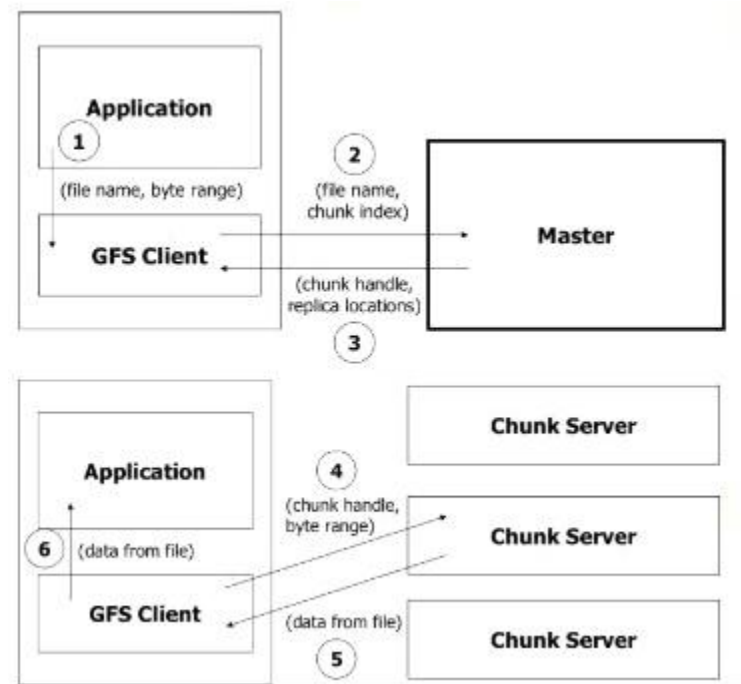 Application
1
(file name, byte range)
GFS Client
2
(file name,
chunk index)
Master
(chunk handle,
replica locations)
3
Application
6
(data from file)
GFS Client
4
(chunk handle,
byte range)
(data from file)
5
Chunk Server
Chunk Server
Chunk Server